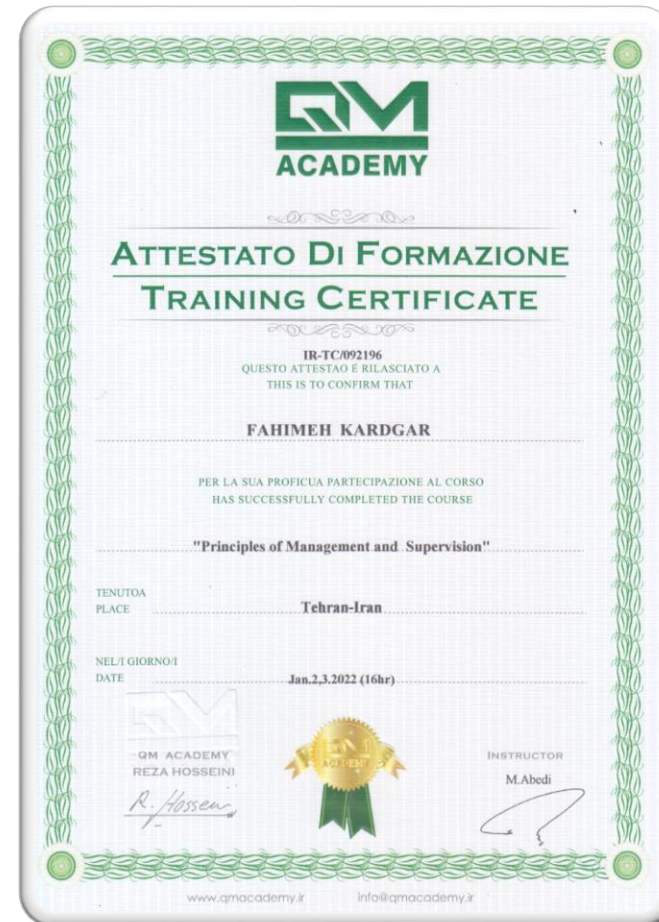 QM
ACADEMY
ATTESTATO DI FORMAZIONE
TRAINING CERTIFICATE
IR-TC/092196
QUESTO ATTESTAO É RILASCIATO A
THIS IS TO CONFIRM THAT
FAHIMEH KARDGAR
PER LA SUA PROFICUA PARTECIPAZIONE AL CORSO
HAS SUCCESSFULLY COMPLETED THE COURSE
"Principles of Management and Supervision"
TENUTOA
PLACE
Tehran-Iran
NEL/I GIORNO/I
DATE
Jan.2,3.2022 (16hr)
QM ACADEMY
REZA HOSSEINI
R. Hossein
QM
ACADEMY
INSTRUCTOR
M.Abedi
www.qmacademy.ir info@qmacademy.ir